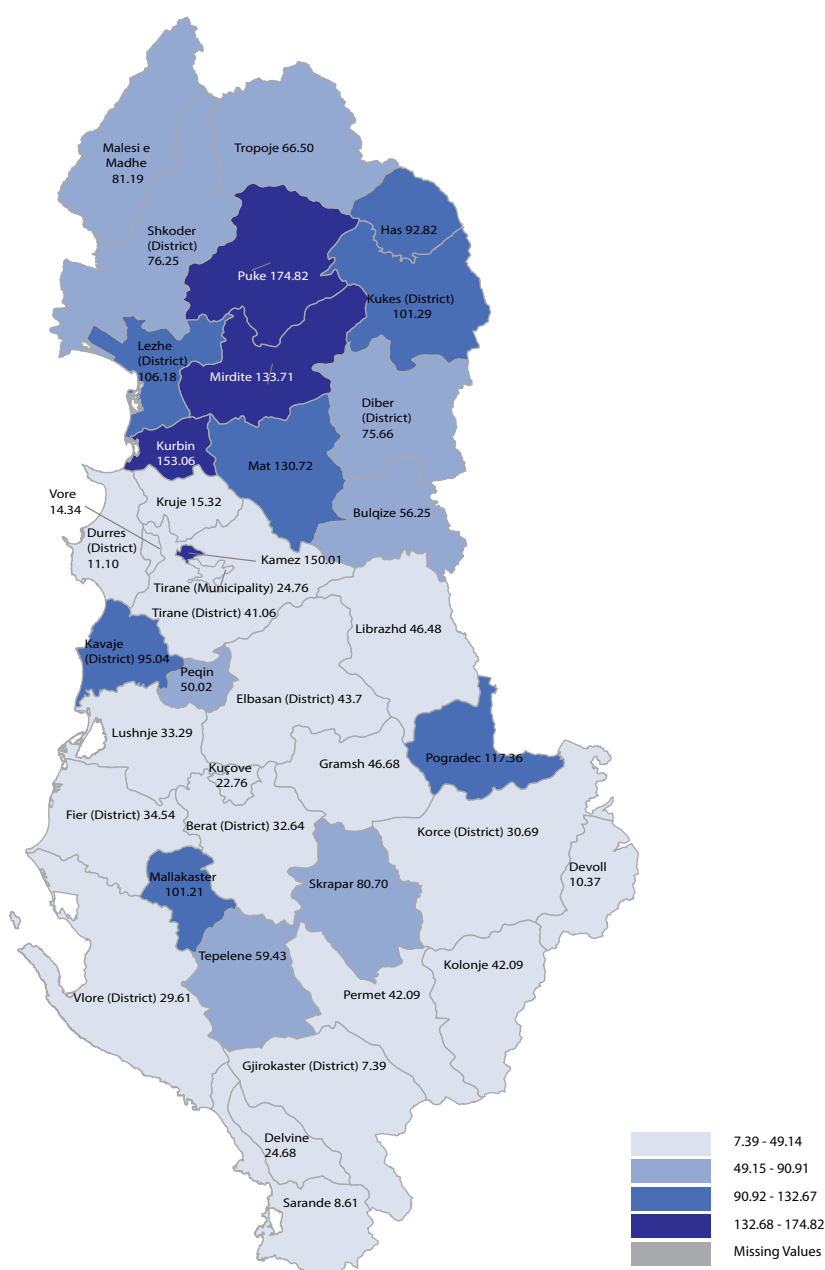 Malesi e
Madhe
81.19
Tropoje 66.50
Shkoder
(District)
76.25
Has 92.82
Puke 174.82
Kukes (District)
101.29
Lezhe
(District)
106.18
Mirdite 133.71
Diber
(District)
75.66
Kurbin
153.06
Mat 130.72
Vore
14.34
Kruje 15.32
Bulqize 56.25
Durres
(District)
11.10
Kamez 150.01
Tirane (Municipality) 24.76
Tirane (District) 41.06
Librazhd 46.48
Kavaje
(District) 95.04
Peqin
50.02
Elbasan (District) 43.7
Lushnje 33.29
Kuçove
22.76
Gramsh 46.68
Pogradec 117.36
Fier (District) 34.54
Berat (District) 32.64
Korce (District) 30.69
Devoll
10.37
Mallakaster
101.21
Skrapar 80.70
Tepelene 59.43
Kolonje 42.09
Vlore (District) 29.61
Permet 42.09
Gjirokaster (District) 7.39
Delvine
24.68
Sarande 8.61
7.39 - 49.14
49.15 - 90.91
90.92 - 132.67
132.68 - 174.82
Missing Values